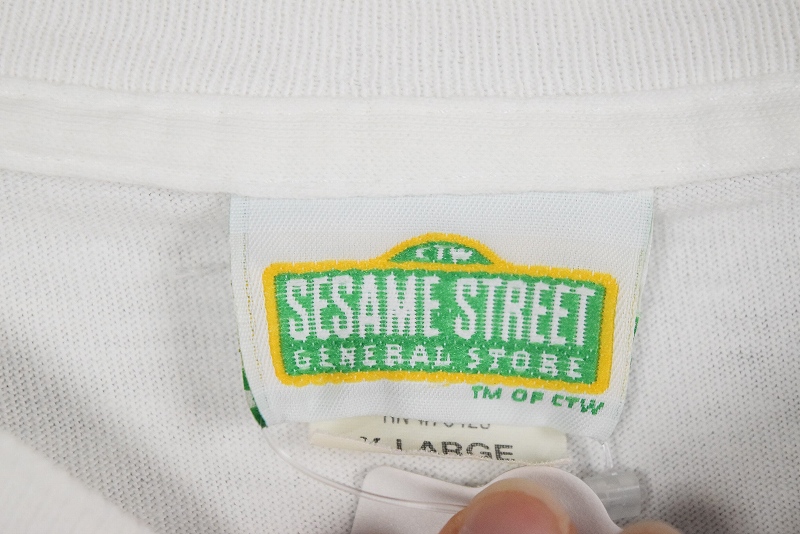 CTW
SESAME STREET
GENERAL STORE
TM OF CTW
X-LARGE